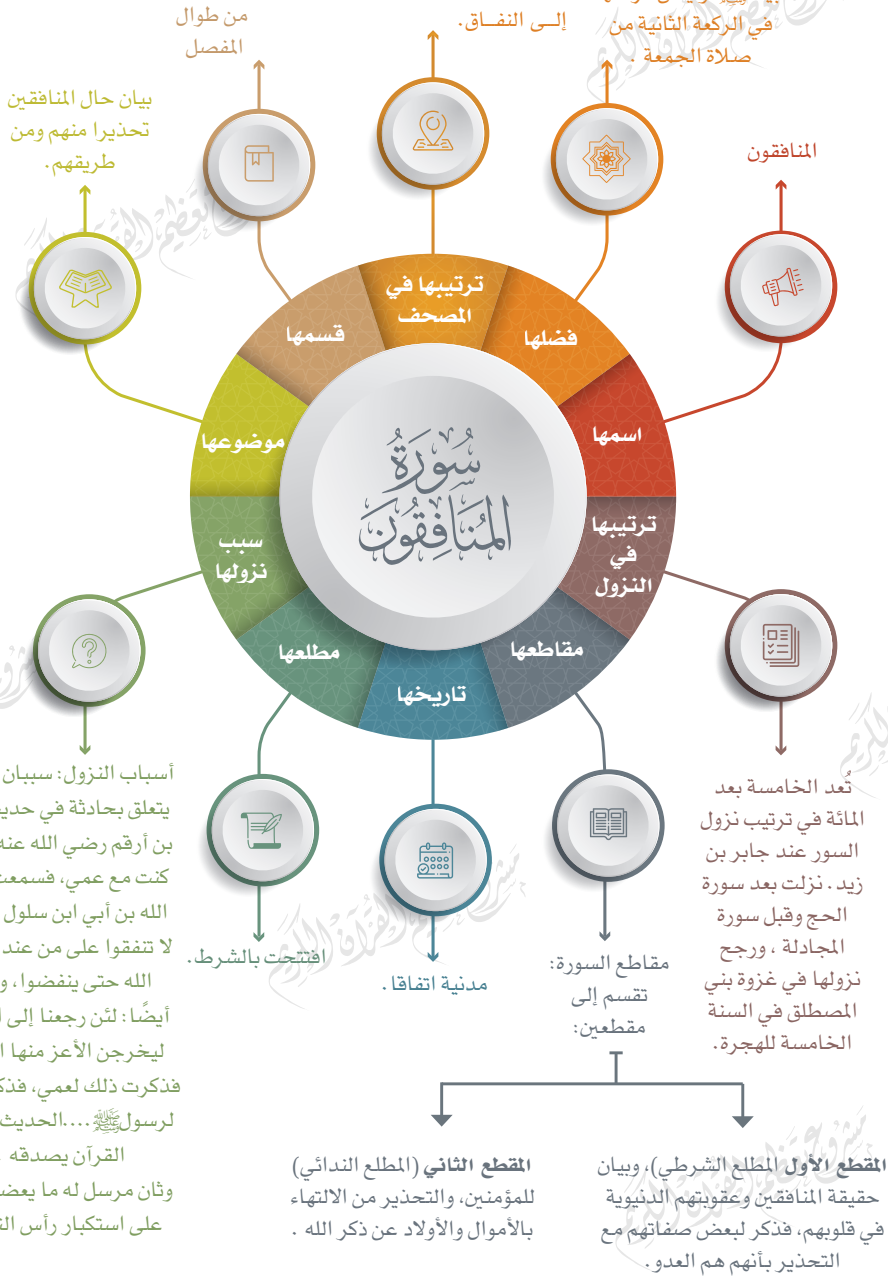 في الركعة الثانية من
صلاة الجمعة .
إلـى النفــاق.
من طوال
المفصل
بيان حال المنافقين
تحذيرا منهم ومن
طريقهم.
المنافقون
ترتيبها في
المصحف
فضلها
قسمها
اسمها
موضوعها
سُورَةُ
المُنَافِقُونَ
ترتيبها
في
النزول
سبب
نزولها
مقاطعها
مطلعها
تاريخها
تُعد الخامسة بعد
المائة في ترتيب نزول
السور عند جابر بن
زيد. نزلت بعد سورة
الحج وقبل سورة
المجادلة ، ورجح
نزولها في غزوة بني
المصطلق في السنة
الخامسة للهجرة.
مقاطع السورة:
تقسم إلى
مقطعين:
المقطع الأول (المطلع الشرطي)، وبيان
حقيقة المنافقين وعقوبتهم الدنيوية
في قلوبهم، فذكر لبعض صفاتهم مع
التحذير بأنهم هم العدو.
المقطع الثاني (المطلع الندائي)
للمؤمنين، والتحذير من الالتهاء
بالأموال والأولاد عن ذكر الله .
مدنية اتفاقا.
افتتحت بالشرط.
أسباب النزول: سببان
يتعلق بحادثة في
بن أرقم رضي الله عنه
كنت مع عمي،
الله بن أبي ابن سلول
لا تنفقوا على من عند
الله حتى ينفضوا،
أيضًا: لئن رجعنا إلى
ليخرجن الأعز منها
فذكرت ذلك لعمي،
لرسول ﷺ....الحديث
القرآن يصدقه
وثان مرسل له ما
على استكبار رأس
مشروع تعظيم القرآن الكريم